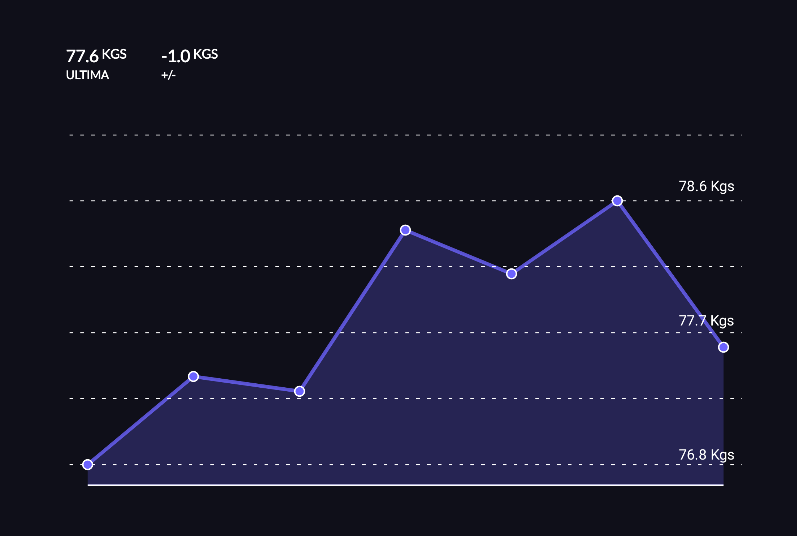 77.6 KGS -1.0 KGS
ULTIMA +/-
78.6 Kgs
77.7 Kgs
76.8 Kgs